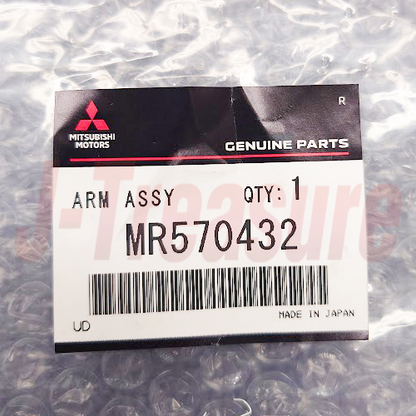 R
MITSUBISHI
MOTORS
GENUINE PARTS
ARM ASSY QTY:1
MR570432
MADE IN JAPAN
UD
J-Treasure